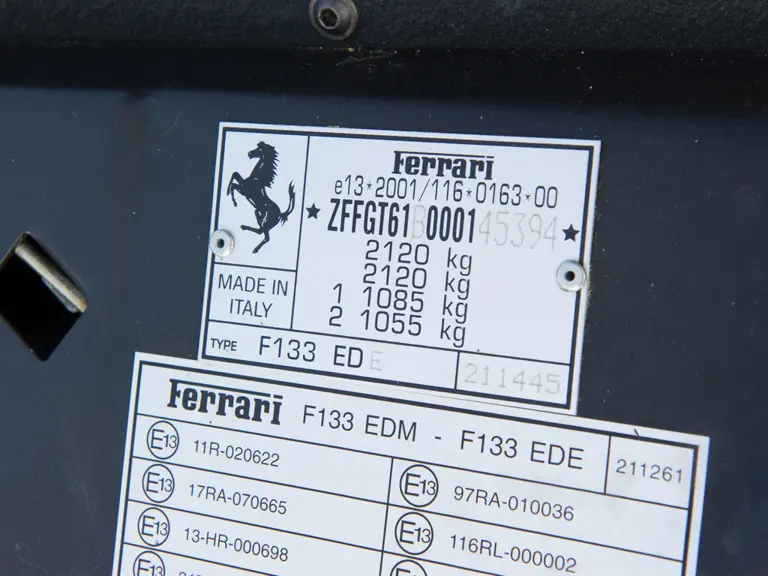 Ferrari
e13*2001/116*0163*00
★ZFFGT61B000145394★
2120 kg
2120 kg
1 1085 kg
2 1055 kg
MADE IN
ITALY
TYPE F133 EDE
211445
Ferrari F133 EDM - F133 EDE 211261
E13 11R-020622
E13 97RA-010036
E13 17RA-070665
E13 116RL-000002
E13 13-HR-000698
E13